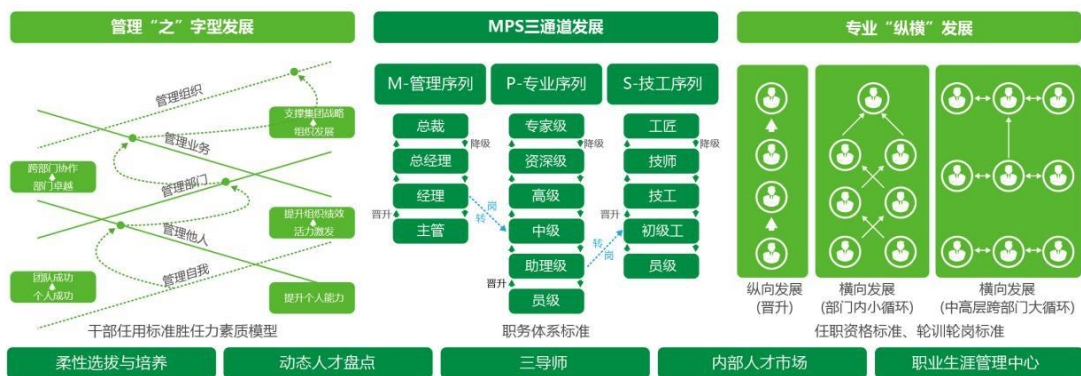 管理“之”字型发展
管理组织
支撑集团战略
组织发展
管理业务
跨部门协作
部门卓越
管理部门
提升组织绩效
活力激发
管理他人
管理自我
团队成功
个人成功
提升个人能力
干部任用标准胜任力素质模型
MPS三通道发展
M-管理序列
P-专业序列
S-技工序列
总裁
总经理
经理
主管
降级
晋升
转岗
专家级
资深级
高级
中级
助理级
员级
降级
晋升
转岗
工匠
技师
技工
初级工
员级
降级
晋升
职务体系标准
专业“纵横”发展
纵向发展
(晋升)
横向发展
(部门内小循环)
横向发展
(中高层跨部门大循环)
任职资格标准、轮训轮岗标准
柔性选拔与培养
动态人才盘点
三导师
内部人才市场
职业生涯管理中心